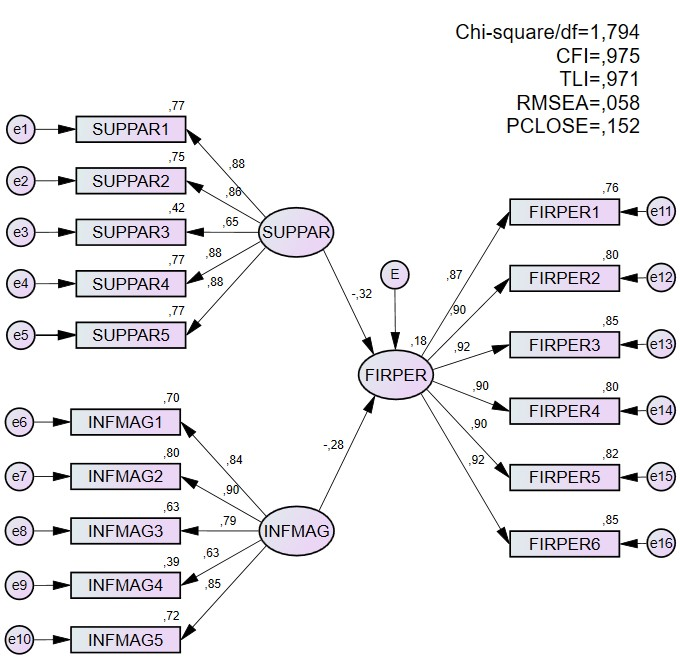 Chi-square/df=1,794
CFI=,975
TLI=,971
RMSEA=,058
PCLOSE=,152
,77
e1
SUPPAR1
,88
,75
e2
SUPPAR2
,86
,42
e3
SUPPAR3
,65
SUPPAR
,77
e4
SUPPAR4
,88
,77
e5
SUPPAR5
,88
-,32
E
,18
FIRPER
-,28
,70
e6
INFMAG1
,84
,80
e7
INFMAG2
,90
,63
e8
INFMAG3
,79
INFMAG
,39
e9
INFMAG4
,63
,72
e10
INFMAG5
,85
,76
FIRPER1
e11
,87
,80
FIRPER2
e12
,90
,85
FIRPER3
e13
,92
,80
FIRPER4
e14
,90
,82
FIRPER5
e15
,90
,85
FIRPER6
e16
,92